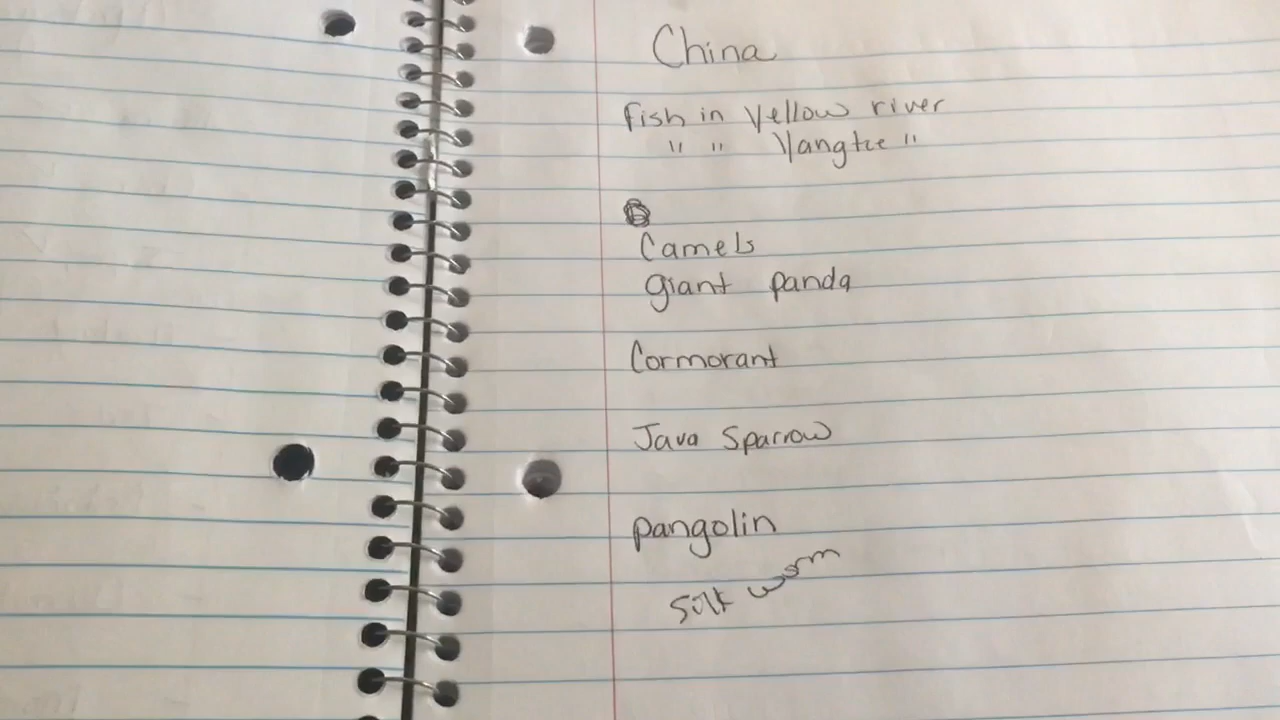 China
fish in Yellow river
" " Yangtze "
Camels
giant panda
Cormorant
Java Sparrow
pangolin
Silk worm